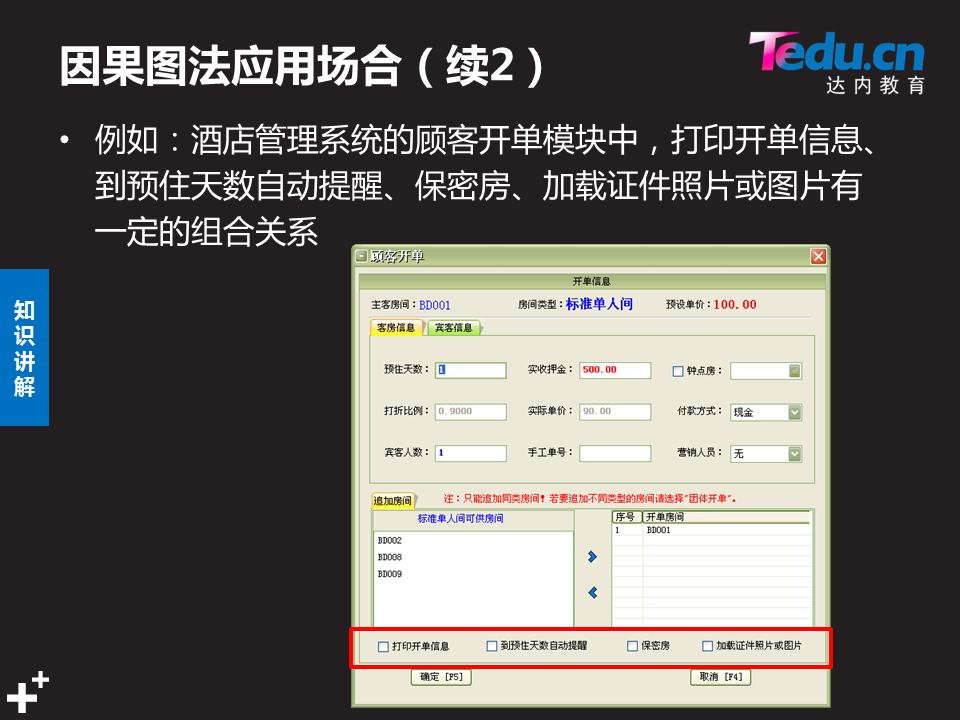 因果图法应用场合（续2）
Tedu.cn
达内教育
• 例如：酒店管理系统的顾客开单模块中，打印开单信息、
到预住天数自动提醒、保密房、加载证件照片或图片有
一定的组合关系
知识讲解
顾客开单
开单信息
主客房间：BD001 房间类型：标准单人间 预设单价：100.00
客房信息 宾客信息
预住天数：1 实收押金：500.00 钟点房：
打折比例：0.9000 实际单价：90.00 付款方式：现金
宾客人数：1 手工单号： 营销人员：无
追加房间 注：只能追加同类房间！若要追加不同类型的房间请选择"团体开单"。
标准单人间可供房间 序号 开单房间
BD002 1 BD001
BD008
BD009
打印开单信息 到预住天数自动提醒 保密房 加载证件照片或图片
确定 [F5] 取消 [F4]